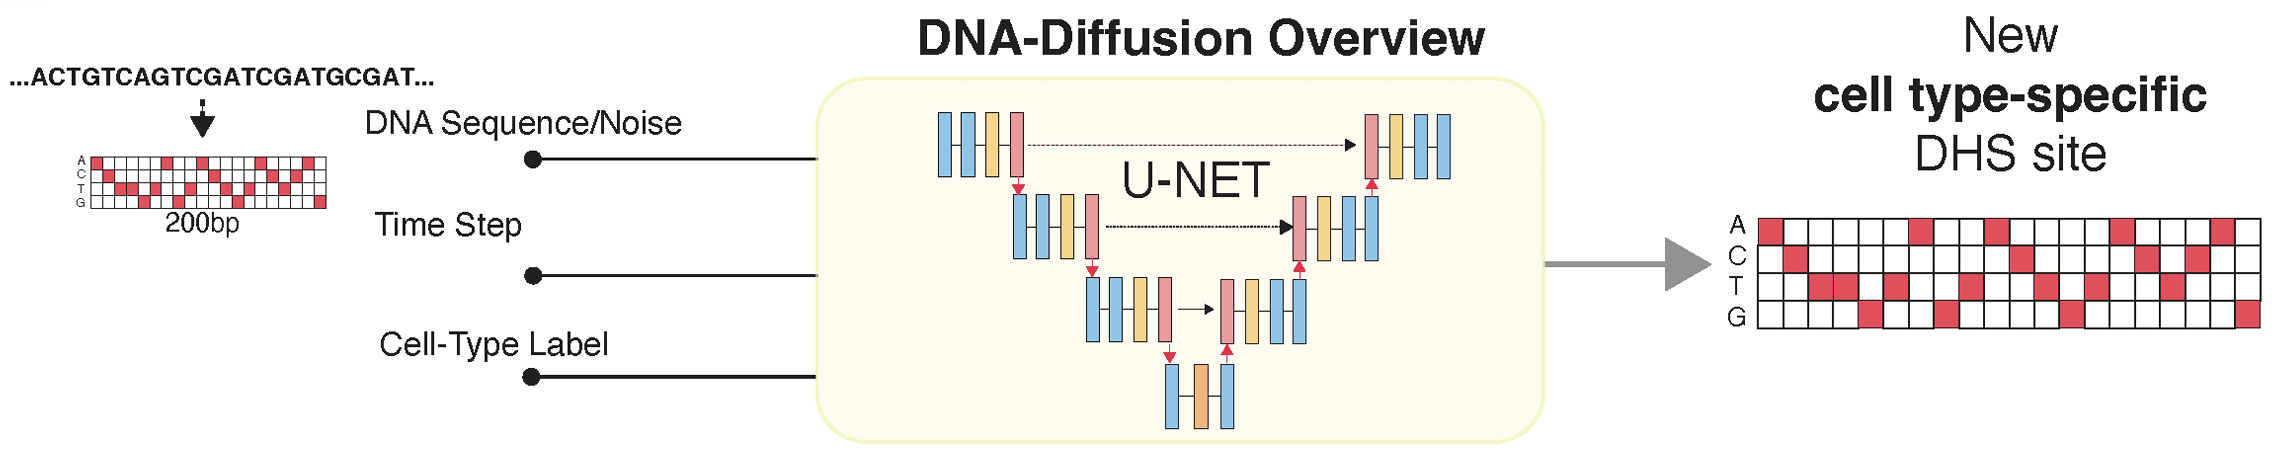 DNA-Diffusion Overview
...ACTGTCAGTCGATCGATGCGAT...
A
C
T
G
200bp
DNA Sequence/Noise
Time Step
Cell-Type Label
U-NET
New
cell type-specific
DHS site
A
C
T
G